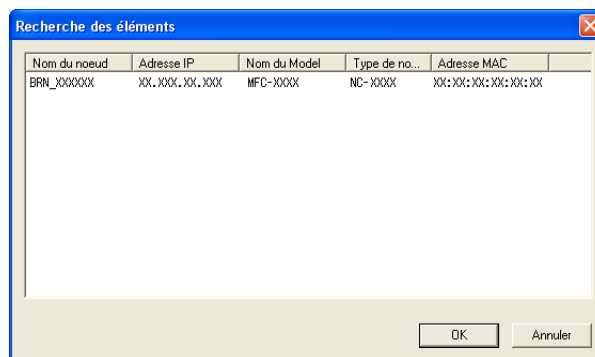 Recherche des éléments
Nom du noeud Adresse IP Nom du Model Type de no... Adresse MAC
BRN_XXXXXX XX.XXX.XX.XXX MFC-XXXX NC-XXXX XX:XX:XX:XX:XX:XX
OK Annuler